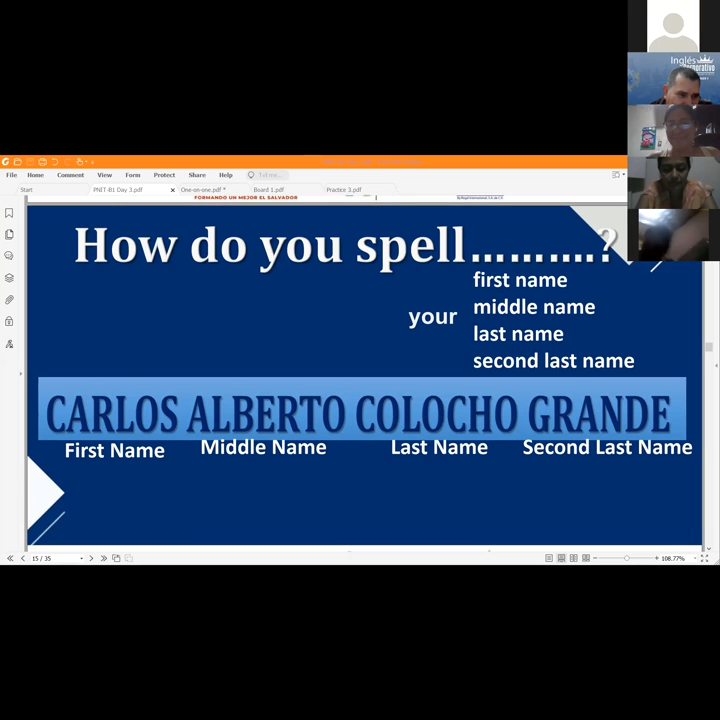 Inglés
File Home Comment View Form Protect Share Help Tell me...
Start PNIT-B1 Day 3.pdf One-on-one.pdf * Board 1.pdf Practice 3.pdf
FORMANDO UN MEJOR EL SALVADOR
How do you spell..........?
first name
your middle name
last name
second last name
CARLOS ALBERTO COLOCHO GRANDE
First Name Middle Name Last Name Second Last Name
15 / 35 108.77%